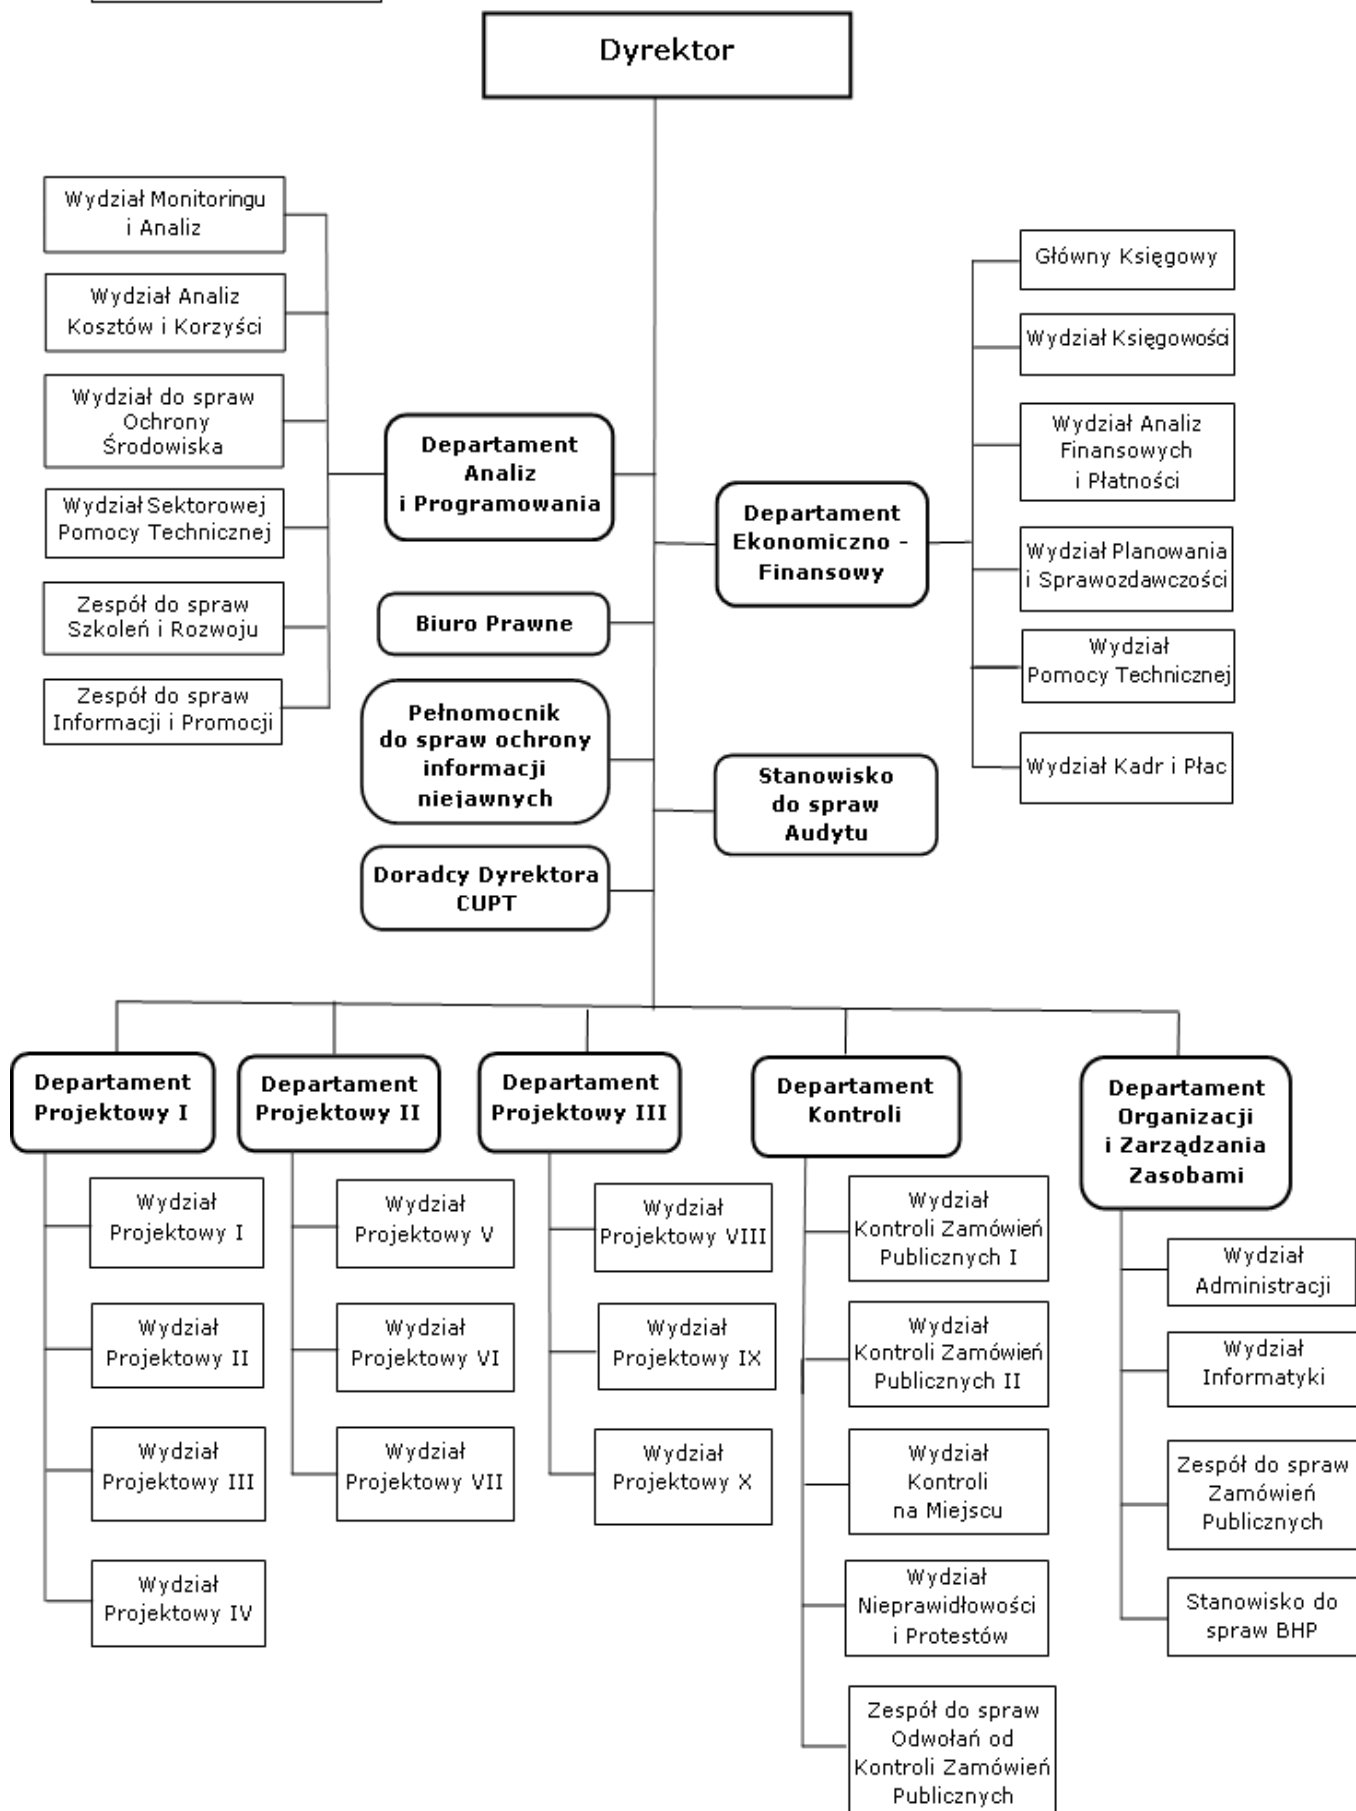 Dyrektor
Wydział Monitoringu
i Analiz
Wydział Analiz
Kosztów i Korzyści
Wydział do spraw
Ochrony
Środowiska
Wydział Sektorowej
Pomocy Technicznej
Zespół do spraw
Szkoleń i Rozwoju
Zespół do spraw
Informacji i Promocji
Departament
Analiz
i Programowania
Biuro Prawne
Pełnomocnik
do spraw ochrony
informacji
niejawnych
Doradcy Dyrektora
CUPT
Departament
Ekonomiczno -
Finansowy
Stanowisko
do spraw
Audytu
Główny Księgowy
Wydział Księgowości
Wydział Analiz
Finansowych
i Płatności
Wydział Planowania
i Sprawozdawczości
Wydział
Pomocy Technicznej
Wydział Kadr i Płac
Departament
Projektowy I
Wydział
Projektowy I
Wydział
Projektowy II
Wydział
Projektowy III
Wydział
Projektowy IV
Departament
Projektowy II
Wydział
Projektowy V
Wydział
Projektowy VI
Wydział
Projektowy VII
Departament
Projektowy III
Wydział
Projektowy VIII
Wydział
Projektowy IX
Wydział
Projektowy X
Departament
Kontroli
Wydział
Kontroli Zamówień
Publicznych I
Wydział
Kontroli Zamówień
Publicznych II
Wydział
Kontroli
na Miejscu
Wydział
Nieprawidłowości
i Protestów
Zespół do spraw
Odwołań od
Kontroli Zamówień
Publicznych
Departament
Organizacji
i Zarządzania
Zasobami
Wydział
Administracji
Wydział
Informatyki
Zespół do spraw
Zamówień
Publicznych
Stanowisko do
spraw BHP